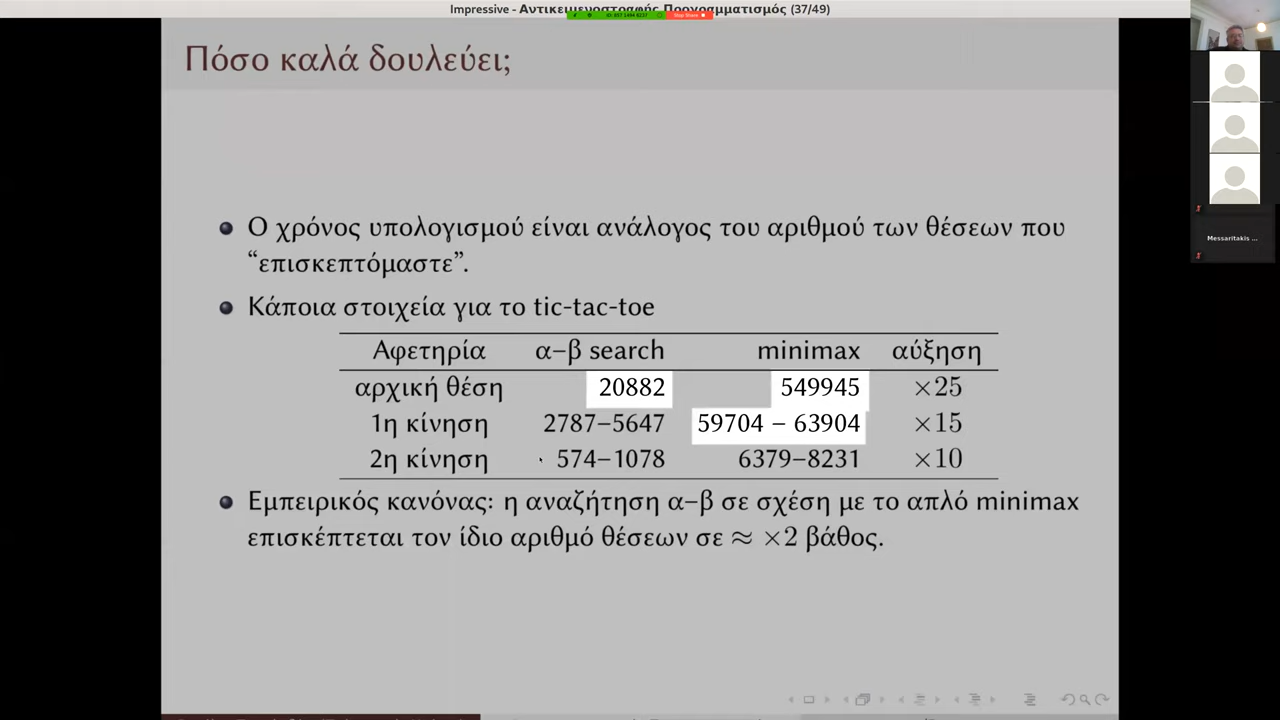 Impressive - Αντικειμενοστραφής Προγραμματισμός (37/49)
Stop Share
Πόσο καλά δουλεύει;
Ο χρόνος υπολογισμού είναι ανάλογος του αριθμού των θέσεων που
“επισκεπτόμαστε”.
Κάποια στοιχεία για το tic-tac-toe
Αφετηρία α–β search minimax αύξηση
αρχική θέση 20882 549945 ×25
1η κίνηση 2787–5647 59704 – 63904 ×15
2η κίνηση 574–1078 6379–8231 ×10
Εμπειρικός κανόνας: η αναζήτηση α–β σε σχέση με το απλό minimax
επισκέπτεται τον ίδιο αριθμό θέσεων σε ≈ ×2 βάθος.
Messaritakis ...